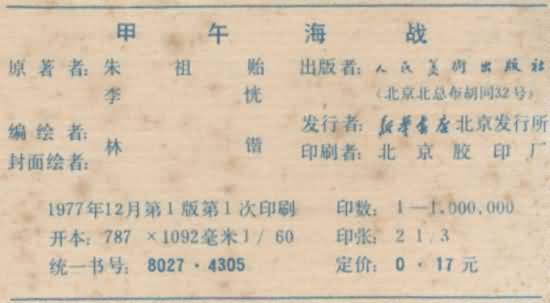 甲午海战
原著者：朱祖贻 出版者：人民美术出版社
李恍 （北京北总布胡同32号）
编绘者： 发行者：新华书店北京发行所
封面绘者：林锴 印刷者：北京胶印厂
1977年12月第1版第1次印刷 印数：1—1,000,000
开本：787×1092毫米1/60 印张：2 1/3
统一书号：8027·4305 定价：0·17元